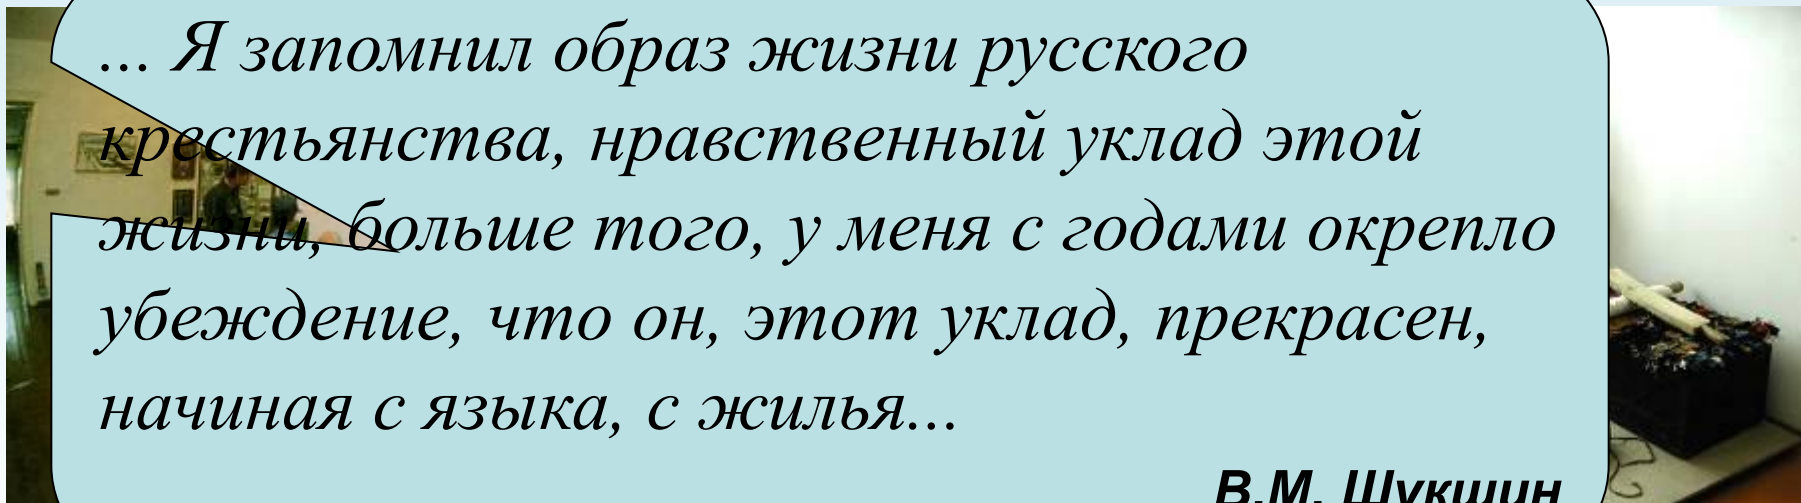 ... Я запомнил образ жизни русского
крестьянства, нравственный уклад этой
жизни, больше того, у меня с годами окрепло
убеждение, что он, этот уклад, прекрасен,
начиная с языка, с жилья...
В.М. Шукшин